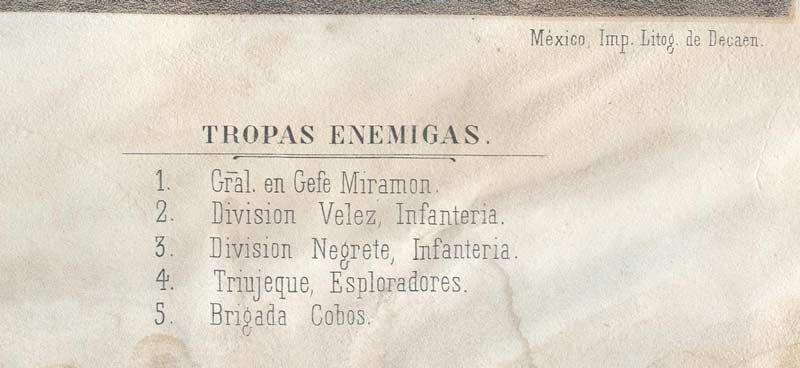 México, Imp. Litog. de Decaen.
TROPAS ENEMIGAS.
1. Gral. en Gefe Miramon.
2. Division Velez, Infanteria.
3. Division Negrete, Infanteria.
4. Triujeque, Esploradores.
5. Brigada Cobos.